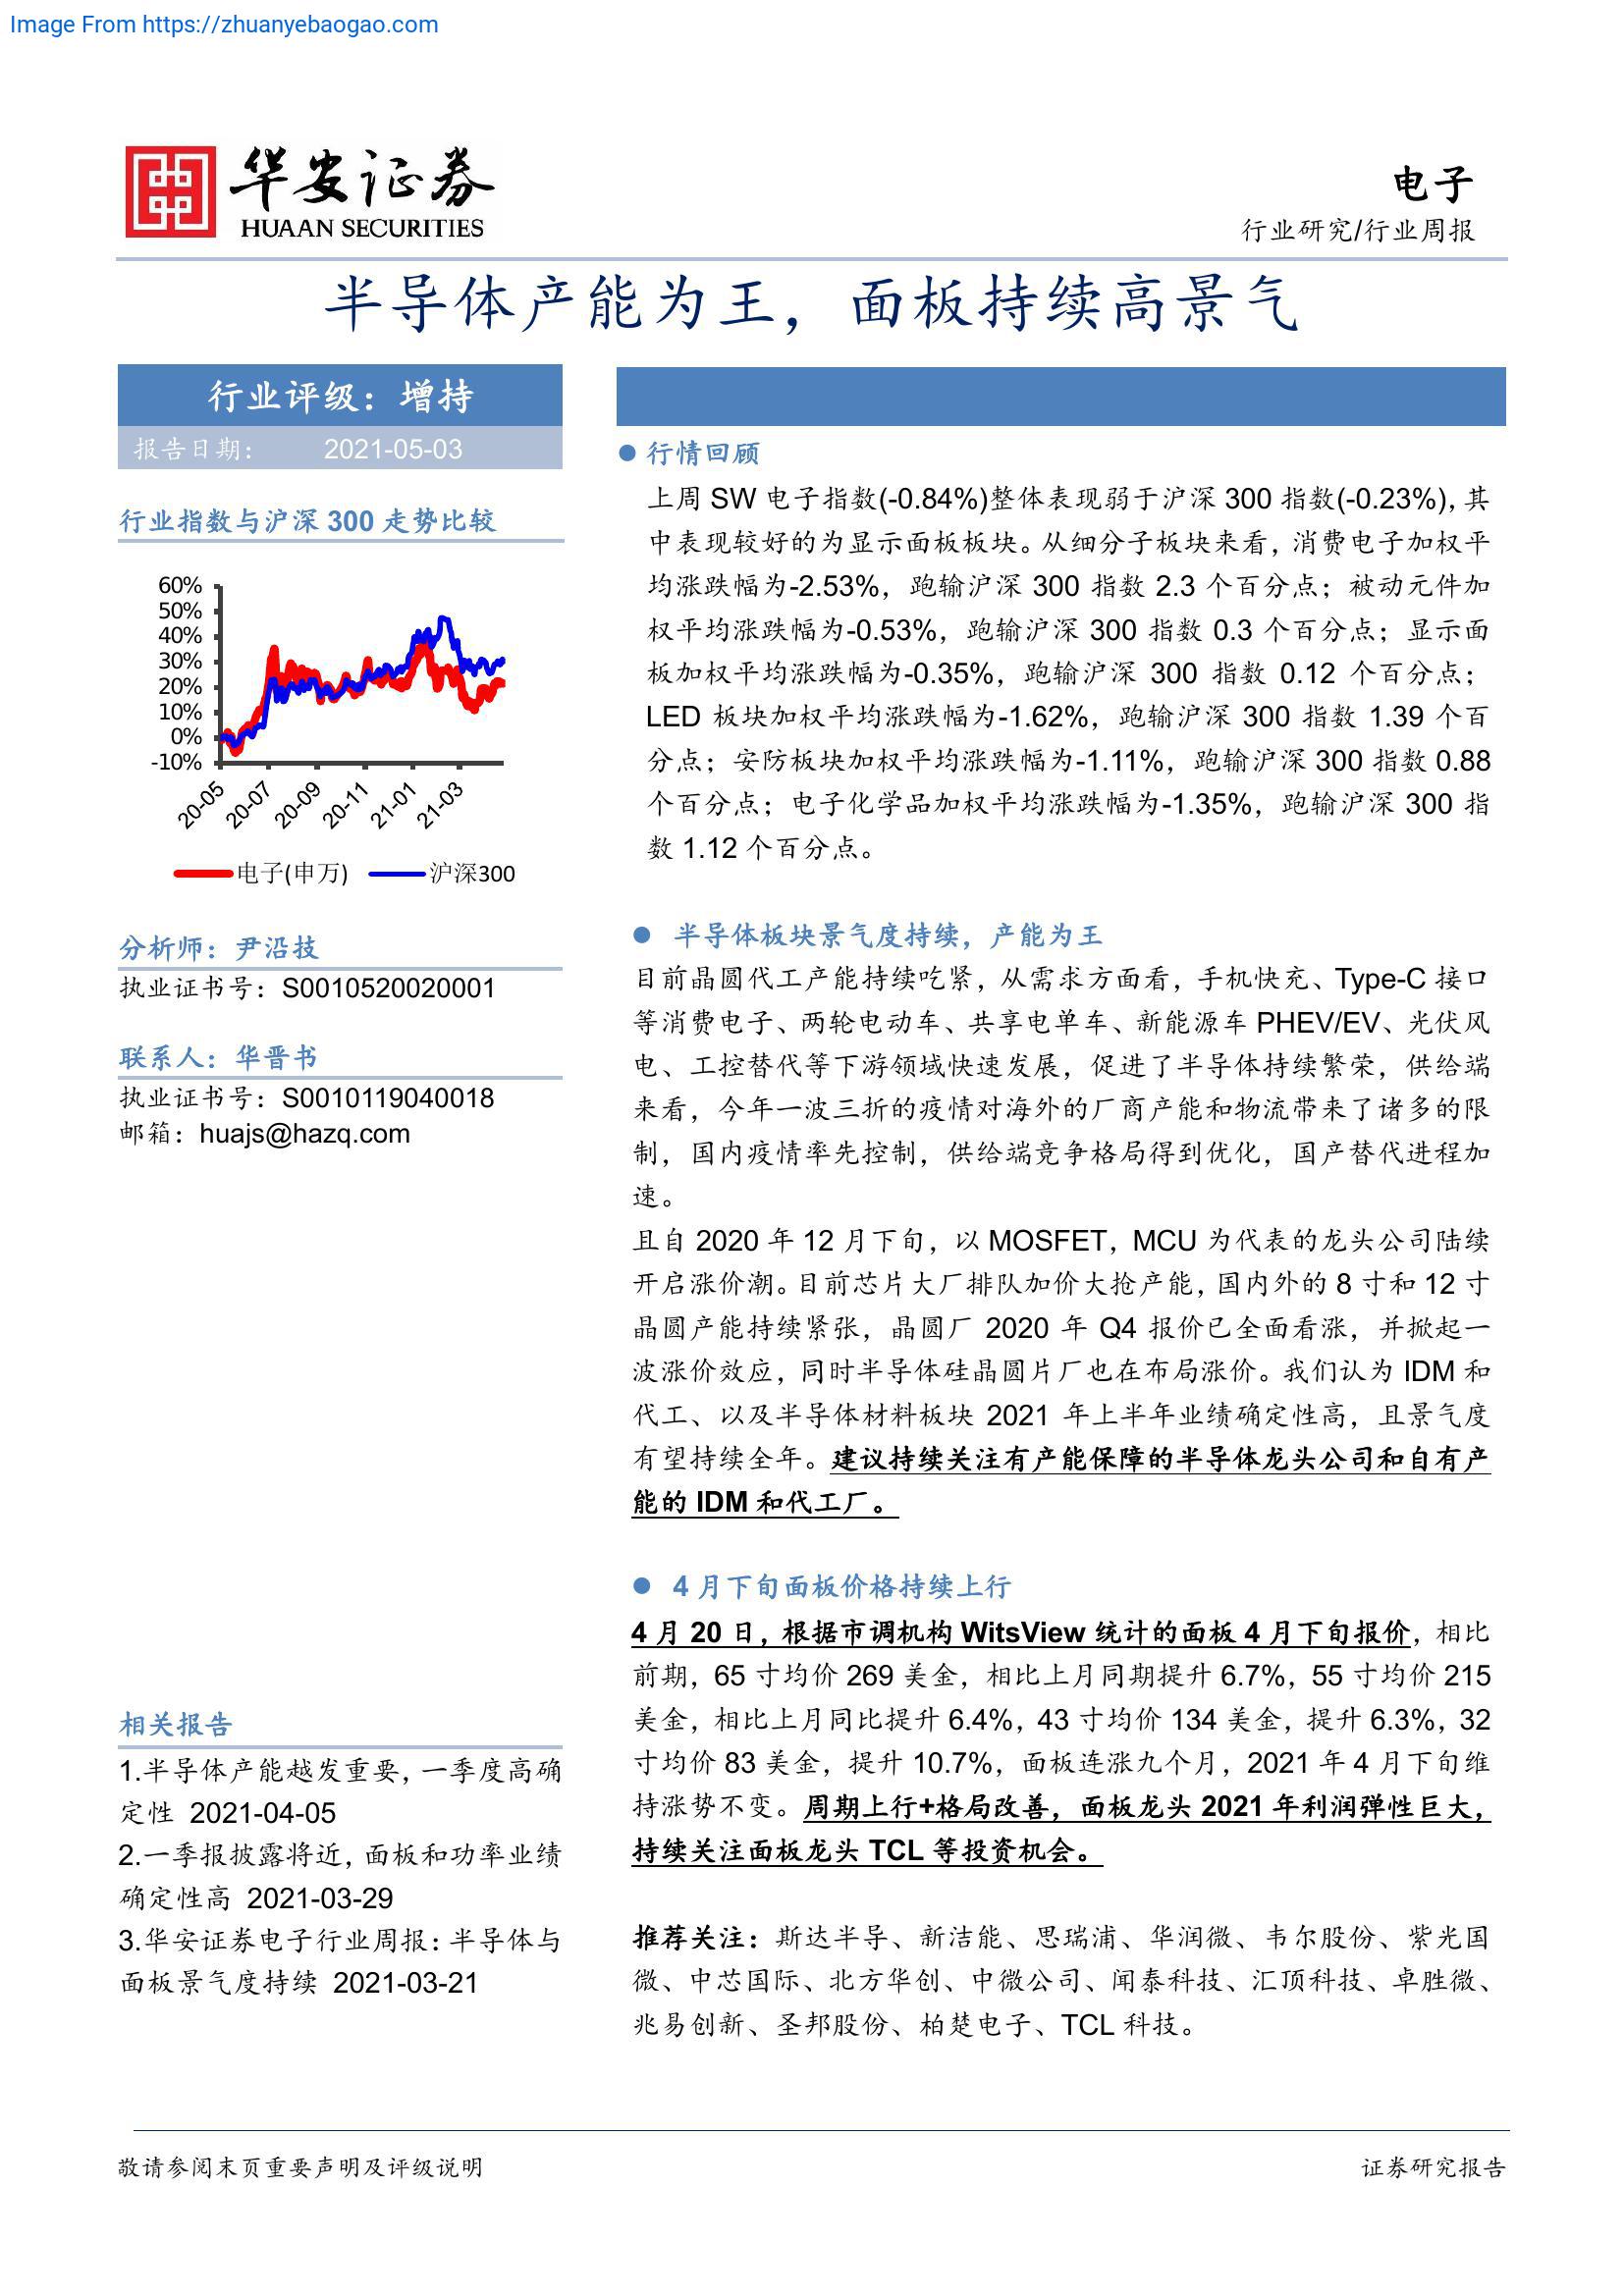 Image From https://zhuanyebaogao.com
华安证券
HUAAN SECURITIES
电子
行业研究/行业周报
半导体产能为王，面板持续高景气
行业评级：增持
报告日期： 2021-05-03
行业指数与沪深 300 走势比较
60%
50%
40%
30%
20%
10%
0%
-10%
20-05
20-07
20-09
20-11
21-01
21-03
电子(申万) 沪深300
分析师：尹沿技
执业证书号：S0010520020001
联系人：华晋书
执业证书号：S0010119040018
邮箱：huajs@hazq.com
相关报告
1.半导体产能越发重要，一季度高确
定性 2021-04-05
2.一季报披露将近，面板和功率业绩
确定性高 2021-03-29
3.华安证券电子行业周报：半导体与
面板景气度持续 2021-03-21
● 行情回顾
上周 SW 电子指数(-0.84%)整体表现弱于沪深 300 指数(-0.23%)，其
中表现较好的为显示面板板块。从细分子板块来看，消费电子加权平
均涨跌幅为-2.53%，跑输沪深 300 指数 2.3 个百分点；被动元件加
权平均涨跌幅为-0.53%，跑输沪深 300 指数 0.3 个百分点；显示面
板加权平均涨跌幅为-0.35%，跑输沪深 300 指数 0.12 个百分点；
LED 板块加权平均涨跌幅为-1.62%，跑输沪深 300 指数 1.39 个百
分点；安防板块加权平均涨跌幅为-1.11%，跑输沪深 300 指数 0.88
个百分点；电子化学品加权平均涨跌幅为-1.35%，跑输沪深 300 指
数 1.12 个百分点。
● 半导体板块景气度持续，产能为王
目前晶圆代工产能持续吃紧，从需求方面看，手机快充、Type-C 接口
等消费电子、两轮电动车、共享电单车、新能源车 PHEV/EV、光伏风
电、工控替代等下游领域快速发展，促进了半导体持续繁荣，供给端
来看，今年一波三折的疫情对海外的厂商产能和物流带来了诸多的限
制，国内疫情率先控制，供给端竞争格局得到优化，国产替代进程加
速。
且自 2020 年 12 月下旬，以 MOSFET，MCU 为代表的龙头公司陆续
开启涨价潮。目前芯片大厂排队加价大抢产能，国内外的 8 寸和 12 寸
晶圆产能持续紧张，晶圆厂 2020 年 Q4 报价已全面看涨，并掀起一
波涨价效应，同时半导体硅晶圆片厂也在布局涨价。我们认为 IDM 和
代工、以及半导体材料板块 2021 年上半年业绩确定性高，且景气度
有望持续全年。建议持续关注有产能保障的半导体龙头公司和自有产
能的 IDM 和代工厂。
● 4 月下旬面板价格持续上行
4 月 20 日，根据市调机构 WitsView 统计的面板 4 月下旬报价，相比
前期，65 寸均价 269 美金，相比上月同期提升 6.7%，55 寸均价 215
美金，相比上月同比提升 6.4%，43 寸均价 134 美金，提升 6.3%，32
寸均价 83 美金，提升 10.7%，面板连涨九个月，2021 年 4 月下旬维
持涨势不变。周期上行+格局改善，面板龙头 2021 年利润弹性巨大，
持续关注面板龙头 TCL 等投资机会。
推荐关注：斯达半导、新洁能、思瑞浦、华润微、韦尔股份、紫光国
微、中芯国际、北方华创、中微公司、闻泰科技、汇顶科技、卓胜微、
兆易创新、圣邦股份、柏楚电子、TCL 科技。
敬请参阅末页重要声明及评级说明
证券研究报告